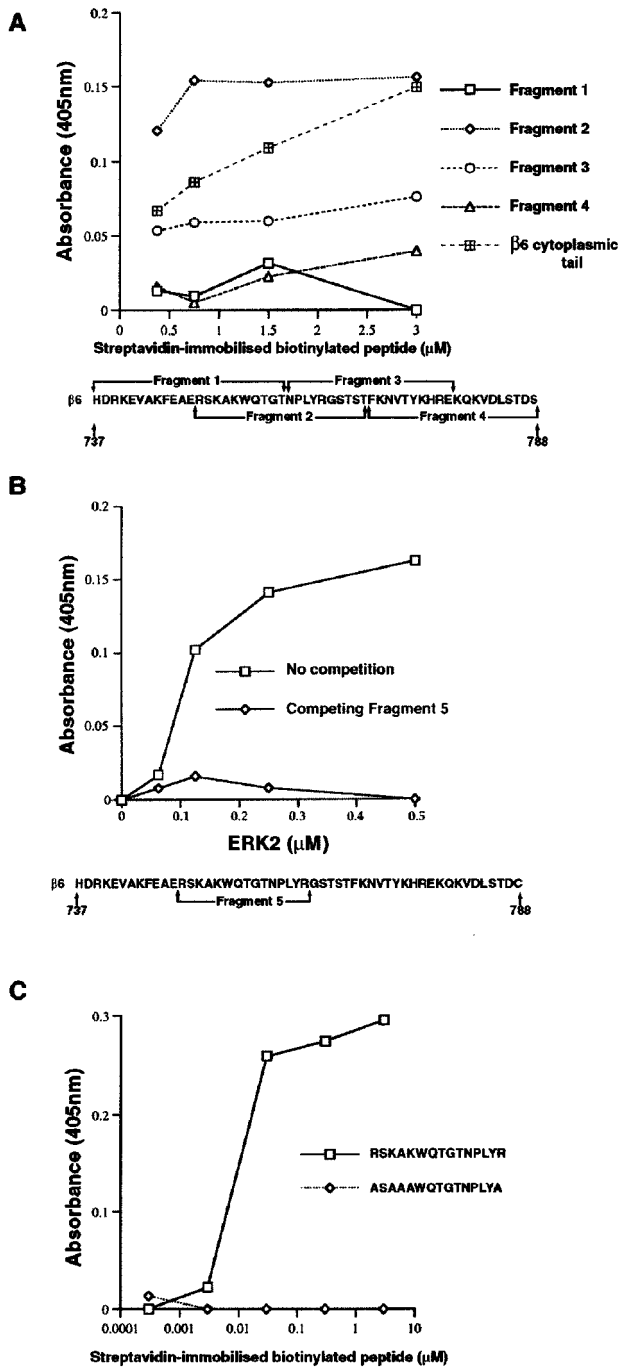 A
0.2
0.15
0.1
0.05
0
Absorbance (405nm)
0 0.5 1 1.5 2 2.5 3
Streptavidin-immobilised biotinylated peptide (μM)
Fragment 1
Fragment 2
Fragment 3
Fragment 4
β6 cytoplasmic
tail
Fragment 1 Fragment 3
β6 HDRKEVAKFEAERSKAKWQTGTNPLYRGSTSTFKNVTYKHREKQKVDLSTDS
Fragment 2 Fragment 4
737 788
B
0.2
0.15
0.1
0.05
0
Absorbance (405nm)
No competition
Competing Fragment 5
0 0.1 0.2 0.3 0.4 0.5
ERK2 (μM)
β6 HDRKEVAKFEAERSKAKWQTGTNPLYRGSTSTFKNVTYKHREKQKVDLSTDC
Fragment 5
737 788
C
0.3
0.2
0.1
0
Absorbance (405nm)
RSKAKWQTGTNPLYR
ASAAAWQTGTNPLYA
0.0001 0.001 0.01 0.1 1 10
Streptavidin-immobilised biotinylated peptide (μM)